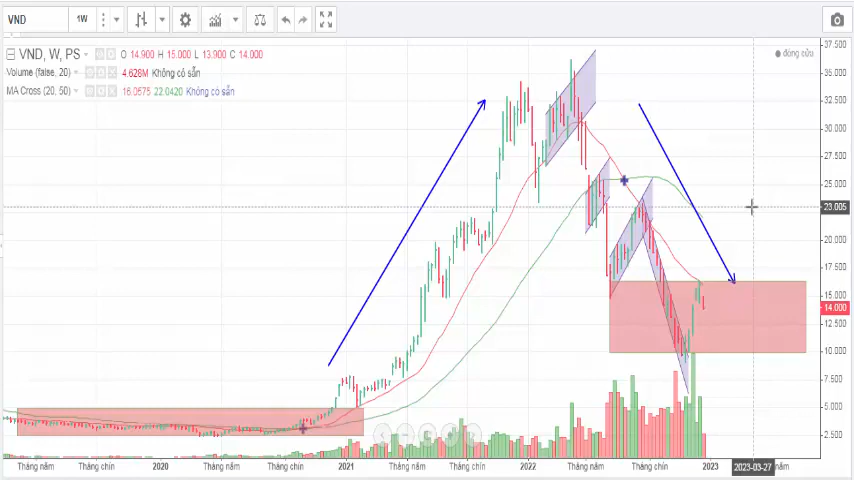 VND 1W
VND, W, PS O 14.900 H 15.000 L 13.900 C 14.000
đóng cửa
Volume (false, 20) 4.628M Không có sẵn
MA Cross (20, 50) 16.0575 22.0420 Không có sẵn
37.500
35.000
32.500
30.000
27.500
25.000
23.005
20.000
17.500
15.000
14.000
12.500
10.000
7.500
5.000
2.500
Tháng năm Tháng chín 2020 Tháng năm Tháng chín 2021 Tháng năm Tháng chín 2022 Tháng năm Tháng chín 2023 2023-03-27 năm